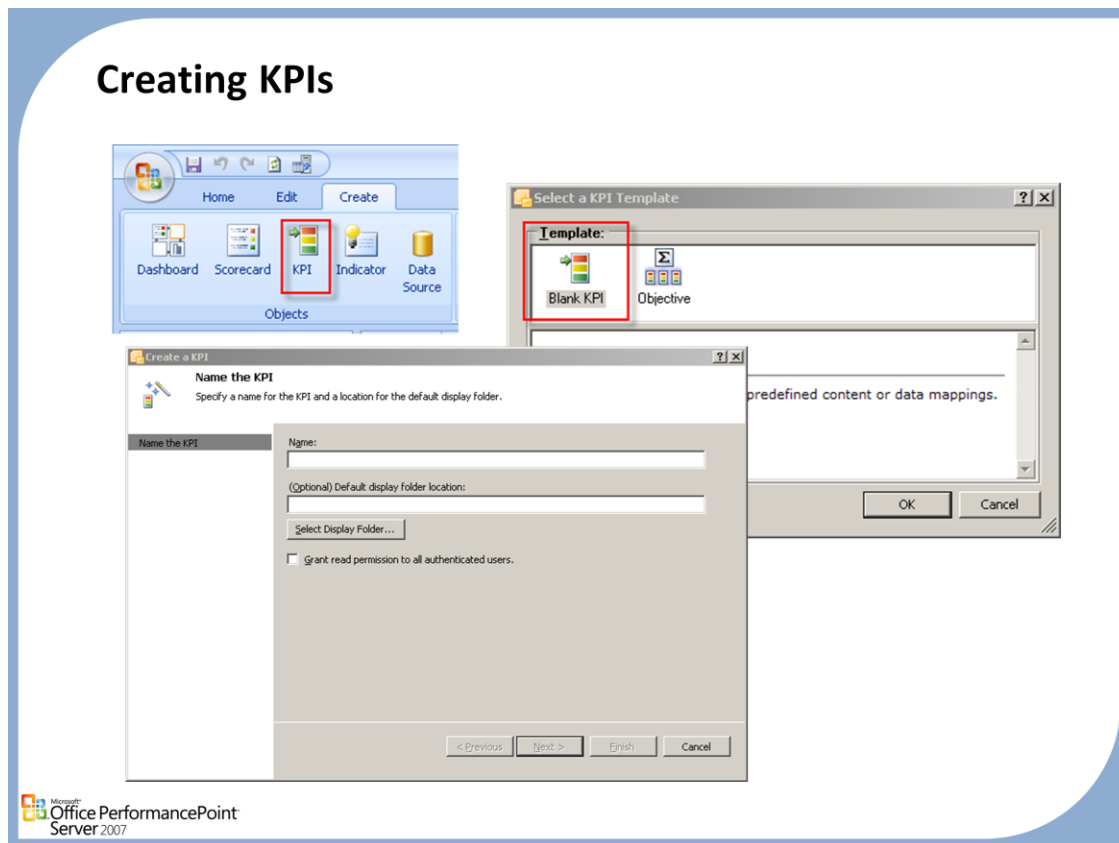 Creating KPIs
Home Edit Create
Dashboard Scorecard KPI Indicator Data Source
Objects
Select a KPI Template
Template:
Blank KPI Objective
predefined content or data mappings.
OK Cancel
Create a KPI
Name the KPI
Specify a name for the KPI and a location for the default display folder.
Name the KPI
Name:
(Optional) Default display folder location:
Select Display Folder...
Grant read permission to all authenticated users.
< Previous Next > Finish Cancel
Microsoft
Office PerformancePoint
Server 2007